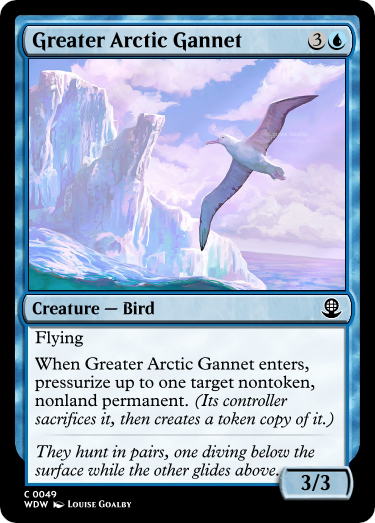 Greater Arctic Gannet 3
Creature — Bird
Flying
When Greater Arctic Gannet enters,
pressurize up to one target nontoken,
nonland permanent. (Its controller
sacrifices it, then creates a token copy of it.)
They hunt in pairs, one diving below the
surface while the other glides above.
3/3
C 0049
WDW Louise Goalby